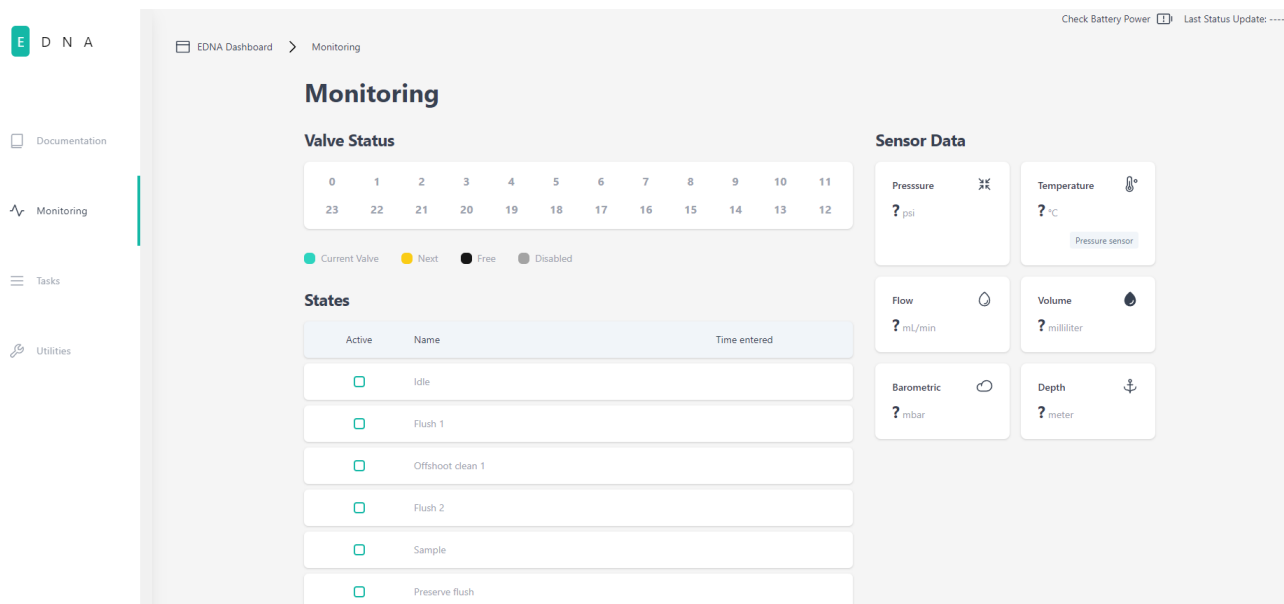 Check Battery Power Last Status Update: ----
E D N A
EDNA Dashboard Monitoring
Documentation
Monitoring
Tasks
Utilities
Monitoring
Valve Status
0 1 2 3 4 5 6 7 8 9 10 11
23 22 21 20 19 18 17 16 15 14 13 12
Current Valve Next Free Disabled
States
Active Name Time entered
Idle
Flush 1
Offshoot clean 1
Flush 2
Sample
Preserve flush
Sensor Data
Presssure
? psi
Temperature
? °C
Pressure sensor
Flow
? mL/min
Volume
? milliliter
Barometric
? mbar
Depth
? meter